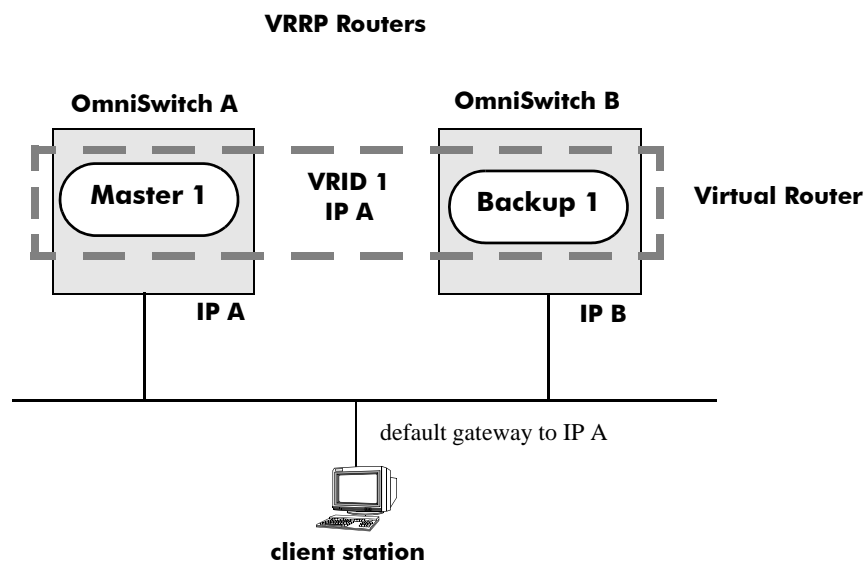 VRRP Routers
OmniSwitch A
OmniSwitch B
Master 1
VRID 1
IP A
Backup 1
Virtual Router
IP A
IP B
default gateway to IP A
client station